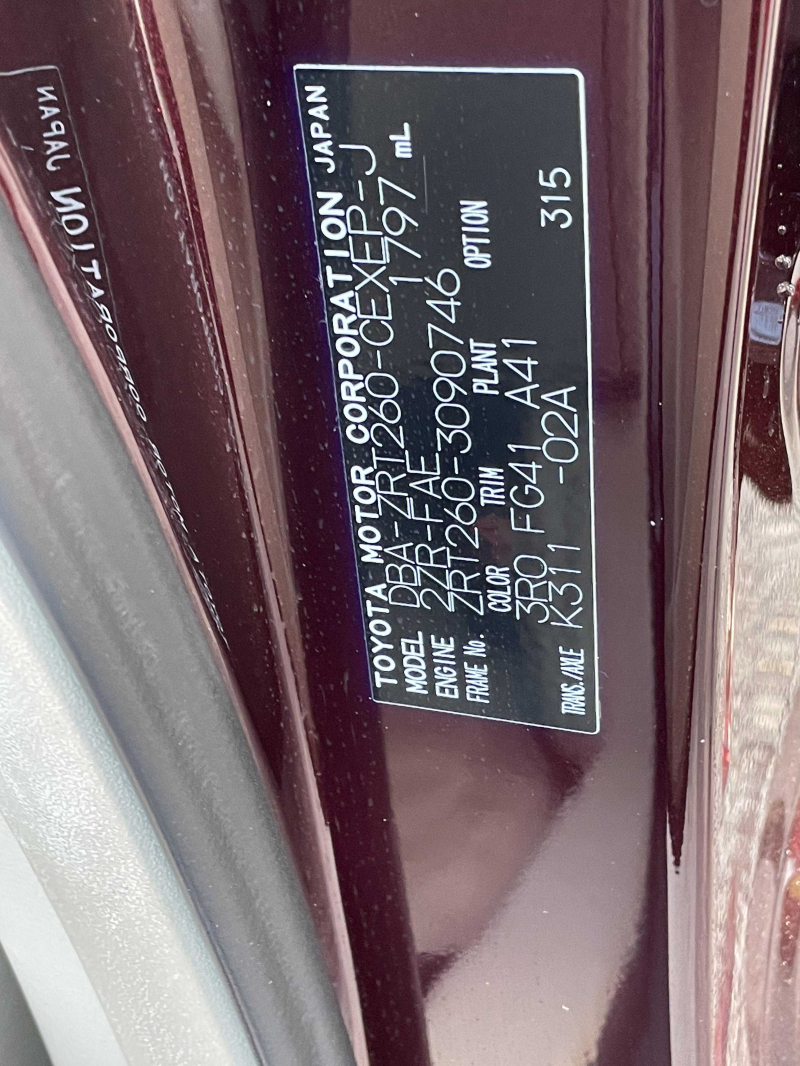 TOYOTA MOTOR CORPORATION JAPAN
MODEL DBA-ZRT260-CEXEP-J
ENGINE 2ZR-FAE 1797 mL
FRAME No. ZRT260-3090746
COLOR TRIM PLANT OPTION
3R0 FG41 A41 315
TRANS./AXLE K311 -02A